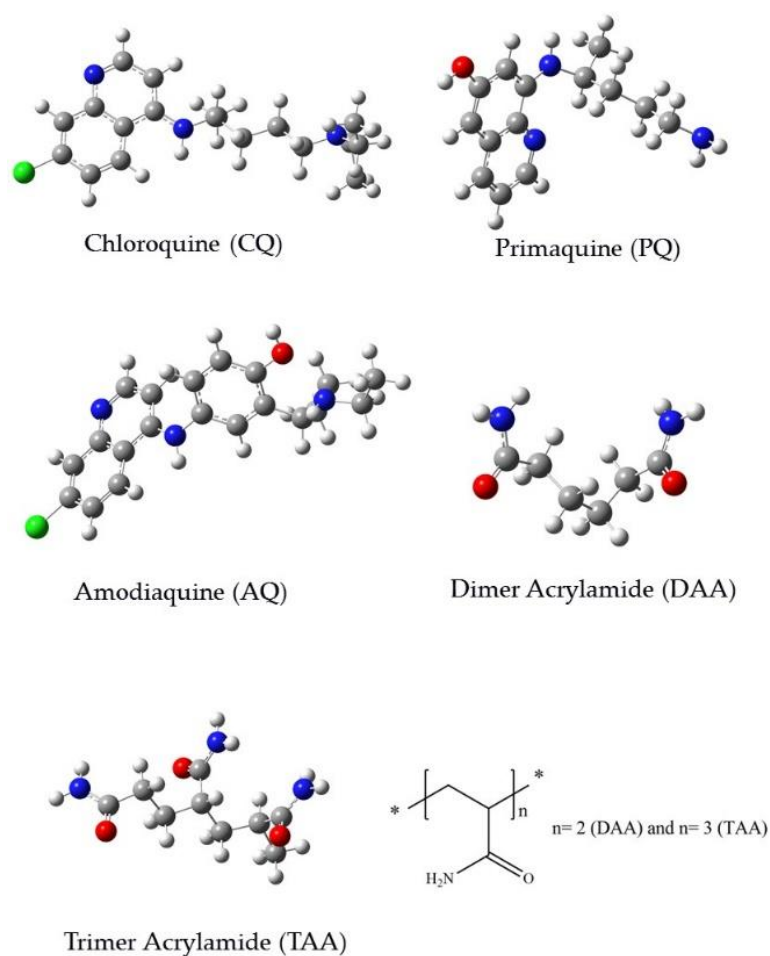 Chloroquine (CQ)
Primaquine (PQ)
Amodiaquine (AQ)
Dimer Acrylamide (DAA)
*
*
n
n= 2 (DAA) and n= 3 (TAA)
H₂N
O
Trimer Acrylamide (TAA)